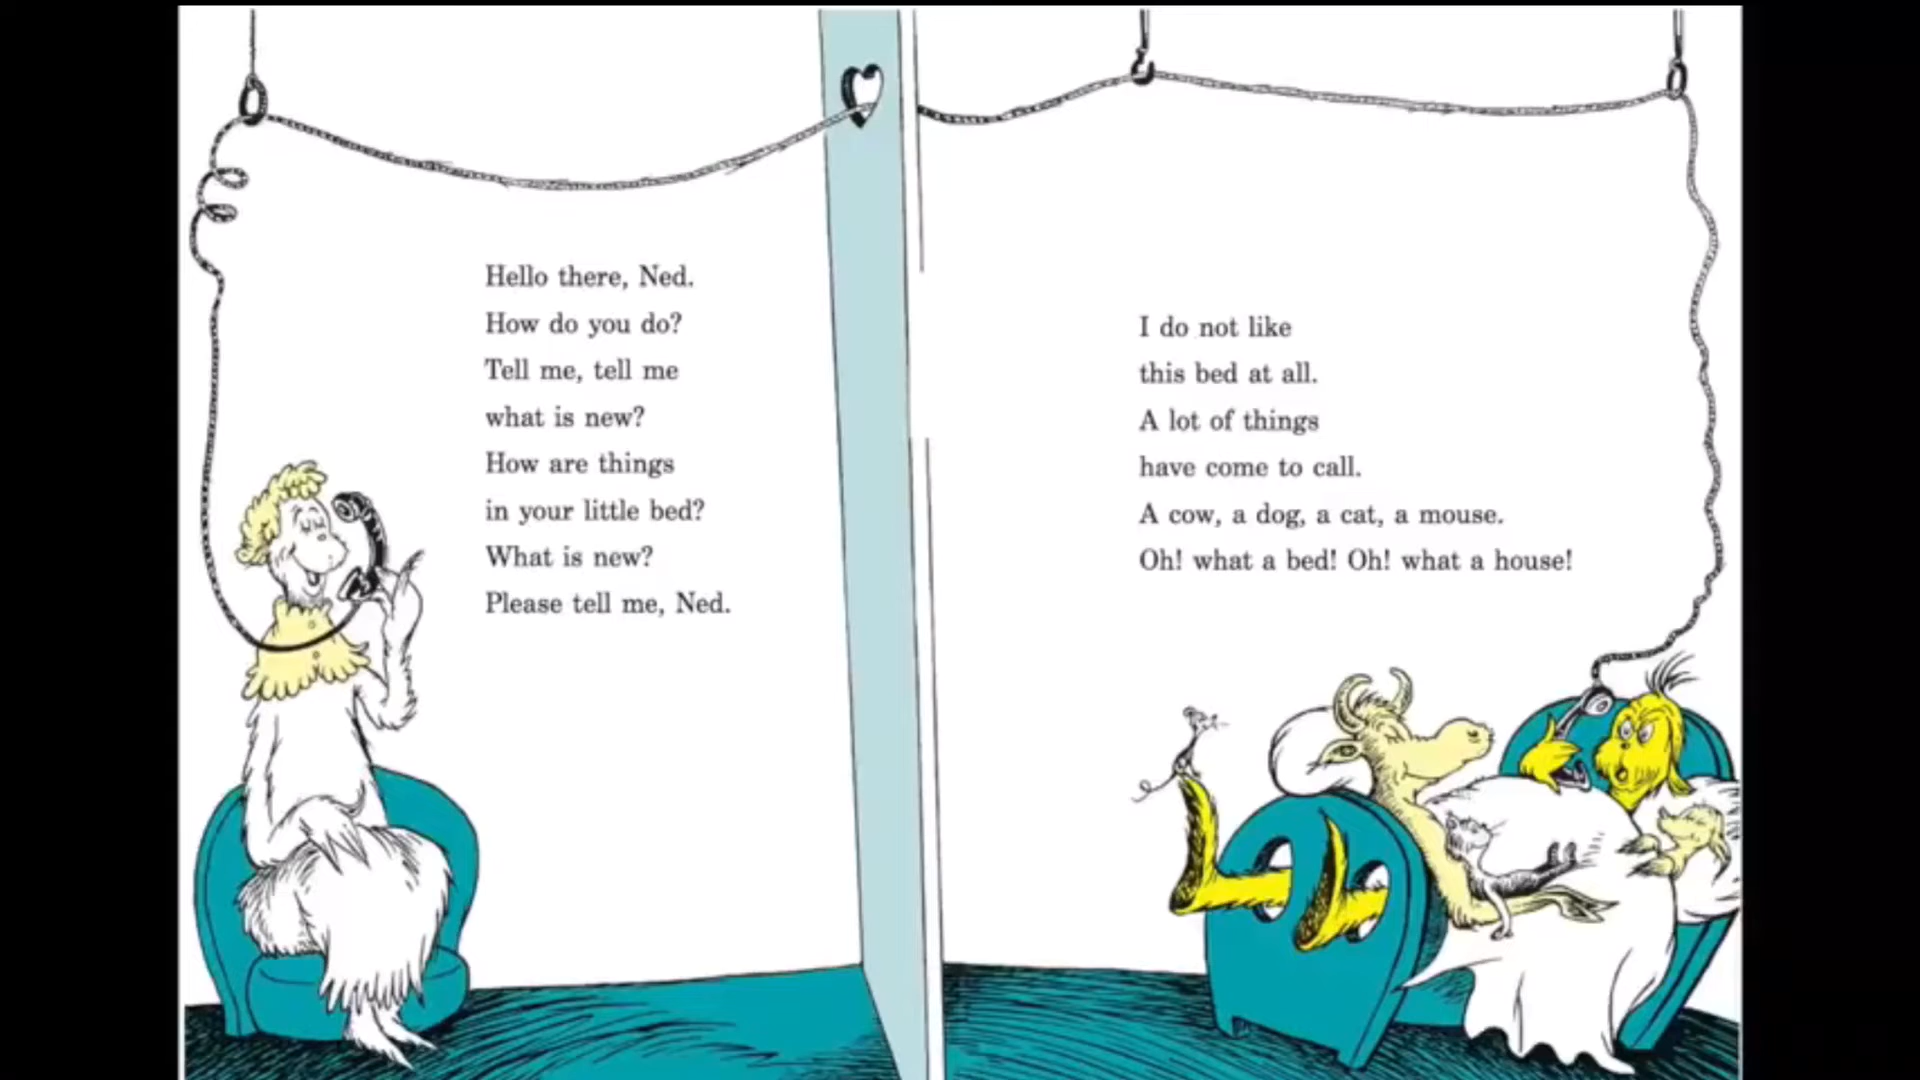 Hello there, Ned.
How do you do?
Tell me, tell me
what is new?
How are things
in your little bed?
What is new?
Please tell me, Ned.
I do not like
this bed at all.
A lot of things
have come to call.
A cow, a dog, a cat, a mouse.
Oh! what a bed! Oh! what a house!